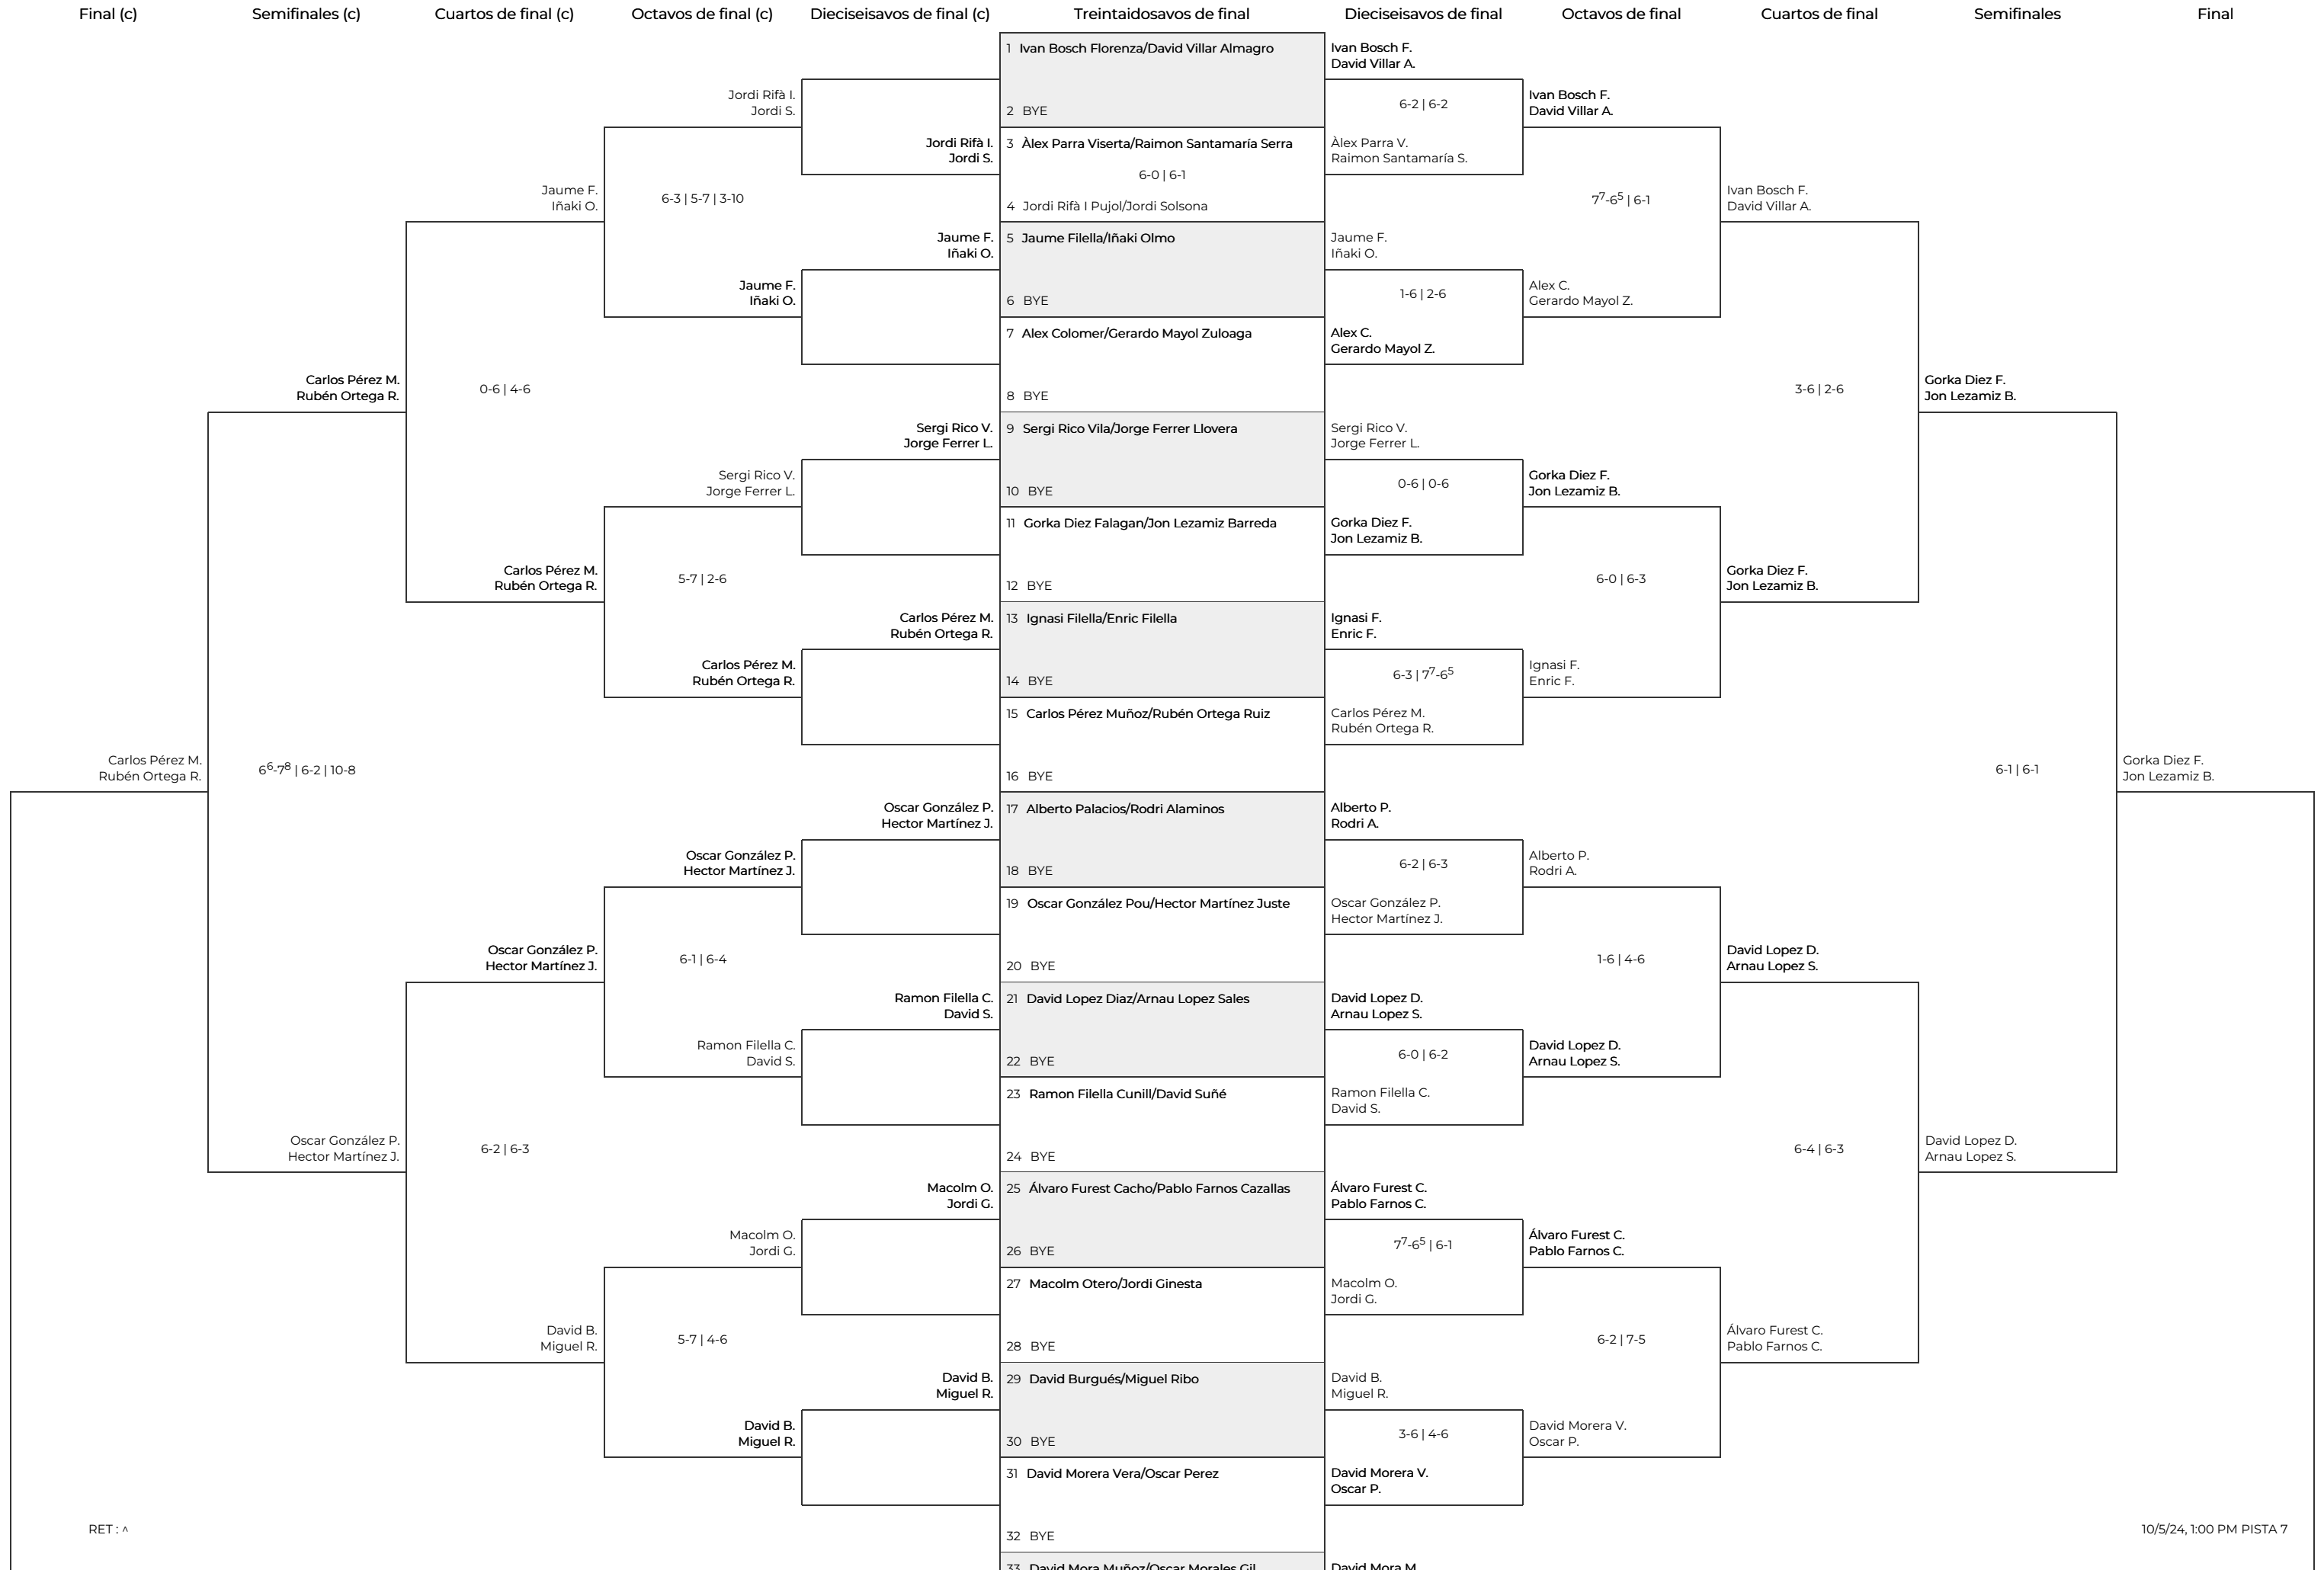 Final (c)
Semifinales (c)
Cuartos de final (c)
Octavos de final (c)
Dieciseisavos de final (c)
Treintaidosavos de final
Dieciseisavos de final
Octavos de final
Cuartos de final
Semifinales
Final
Carlos Pérez M.
Rubén Ortega R.
RET : ^
Carlos Pérez M.
Rubén Ortega R.
6⁶-7⁸ | 6-2 | 10-8
Oscar González P.
Hector Martínez J.
Jaume F.
Iñaki O.
0-6 | 4-6
Carlos Pérez M.
Rubén Ortega R.
Oscar González P.
Hector Martínez J.
6-2 | 6-3
David B.
Miguel R.
Jordi Rifà I.
Jordi S.
6-3 | 5-7 | 3-10
Jaume F.
Iñaki O.
Sergi Rico V.
Jorge Ferrer L.
5-7 | 2-6
Carlos Pérez M.
Rubén Ortega R.
Oscar González P.
Hector Martínez J.
6-1 | 6-4
Ramon Filella C.
David S.
Macolm O.
Jordi G.
5-7 | 4-6
David B.
Miguel R.
Jordi Rifà I.
Jordi S.
Jaume F.
Iñaki O.
Sergi Rico V.
Jorge Ferrer L.
Carlos Pérez M.
Rubén Ortega R.
Oscar González P.
Hector Martínez J.
Ramon Filella C.
David S.
Macolm O.
Jordi G.
David B.
Miguel R.
1 Ivan Bosch Florenza/David Villar Almagro
2 BYE
3 Àlex Parra Viserta/Raimon Santamaría Serra
6-0 | 6-1
4 Jordi Rifà I Pujol/Jordi Solsona
5 Jaume Filella/Iñaki Olmo
6 BYE
7 Alex Colomer/Gerardo Mayol Zuloaga
8 BYE
9 Sergi Rico Vila/Jorge Ferrer Llovera
10 BYE
11 Gorka Diez Falagan/Jon Lezamiz Barreda
12 BYE
13 Ignasi Filella/Enric Filella
14 BYE
15 Carlos Pérez Muñoz/Rubén Ortega Ruiz
16 BYE
17 Alberto Palacios/Rodri Alaminos
18 BYE
19 Oscar González Pou/Hector Martínez Juste
20 BYE
21 David Lopez Diaz/Arnau Lopez Sales
22 BYE
23 Ramon Filella Cunill/David Suñé
24 BYE
25 Álvaro Furest Cacho/Pablo Farnos Cazallas
26 BYE
27 Macolm Otero/Jordi Ginesta
28 BYE
29 David Burgués/Miguel Ribo
30 BYE
31 David Morera Vera/Oscar Perez
32 BYE
33 David Mora Muñoz/Oscar Morales Gil
Ivan Bosch F.
David Villar A.
6-2 | 6-2
Àlex Parra V.
Raimon Santamaría S.
Jaume F.
Iñaki O.
1-6 | 2-6
Alex C.
Gerardo Mayol Z.
Sergi Rico V.
Jorge Ferrer L.
0-6 | 0-6
Gorka Diez F.
Jon Lezamiz B.
Ignasi F.
Enric F.
6-3 | 7⁷-6⁵
Carlos Pérez M.
Rubén Ortega R.
Alberto P.
Rodri A.
6-2 | 6-3
Oscar González P.
Hector Martínez J.
David Lopez D.
Arnau Lopez S.
6-0 | 6-2
Ramon Filella C.
David S.
Álvaro Furest C.
Pablo Farnos C.
7⁷-6⁵ | 6-1
Macolm O.
Jordi G.
David B.
Miguel R.
3-6 | 4-6
David Morera V.
Oscar P.
David Mora M.
Ivan Bosch F.
David Villar A.
7⁷-6⁵ | 6-1
Alex C.
Gerardo Mayol Z.
Gorka Diez F.
Jon Lezamiz B.
6-0 | 6-3
Ignasi F.
Enric F.
Alberto P.
Rodri A.
1-6 | 4-6
David Lopez D.
Arnau Lopez S.
Álvaro Furest C.
Pablo Farnos C.
6-2 | 7-5
David Morera V.
Oscar P.
Ivan Bosch F.
David Villar A.
3-6 | 2-6
Gorka Diez F.
Jon Lezamiz B.
David Lopez D.
Arnau Lopez S.
6-4 | 6-3
Álvaro Furest C.
Pablo Farnos C.
Gorka Diez F.
Jon Lezamiz B.
6-1 | 6-1
David Lopez D.
Arnau Lopez S.
Gorka Diez F.
Jon Lezamiz B.
10/5/24, 1:00 PM PISTA 7